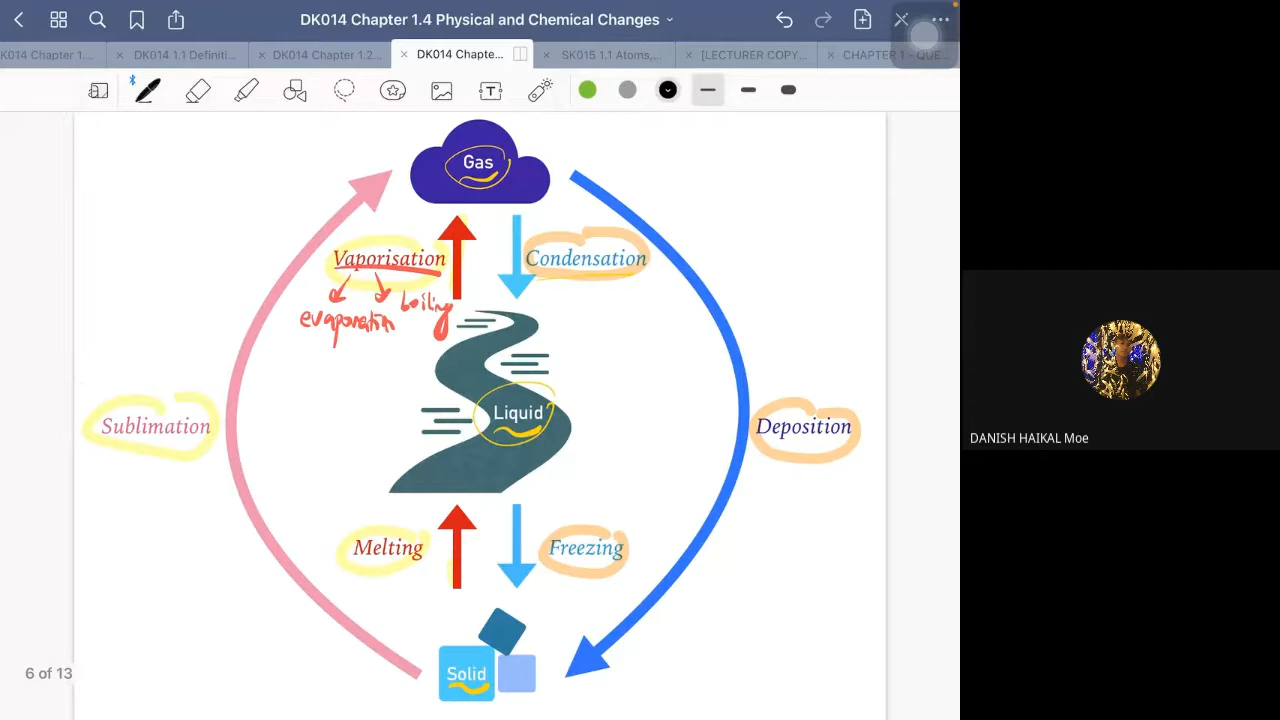 DK014 Chapter 1.4 Physical and Chemical Changes
K014 Chapter 1....
DK014 1.1 Definiti...
DK014 Chapter 1.2...
DK014 Chapte...
SK015 1.1 Atoms,...
[LECTURER COPY...
CHAPTER 1 - QUE...
Gas
Vaporisation
Condensation
evaporation
boiling
Liquid
Sublimation
Deposition
Melting
Freezing
Solid
6 of 13
DANISH HAIKAL Moe